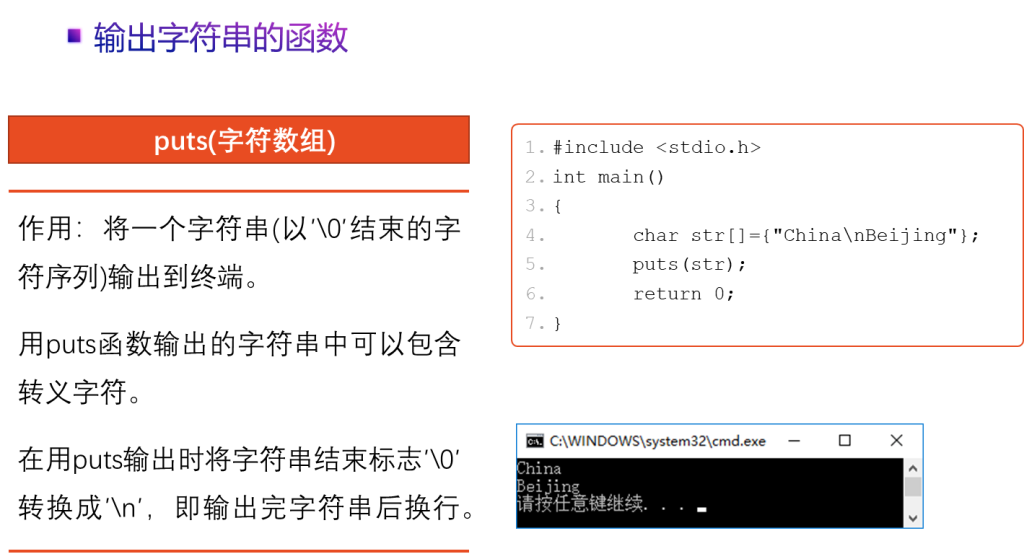 输出字符串的函数
puts(字符数组)
作用：将一个字符串(以'\0'结束的字
符序列)输出到终端。
用puts函数输出的字符串中可以包含
转义字符。
在用puts输出时将字符串结束标志'\0'
转换成'\n'，即输出完字符串后换行。
1. #include <stdio.h>
2. int main()
3. {
4. char str[]={"China\nBeijing"};
5. puts(str);
6. return 0;
7. }
C:\WINDOWS\system32\cmd.exe
China
Beijing
请按任意键继续. . .